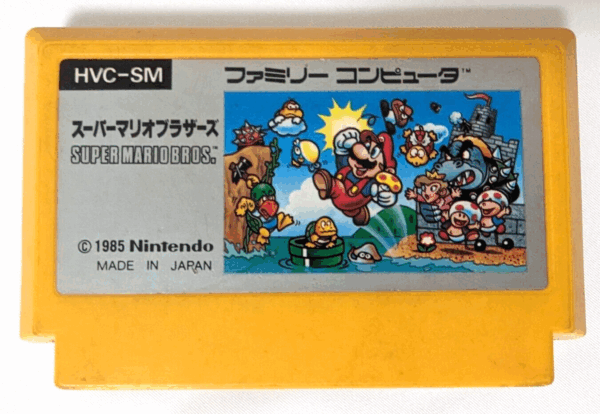 HVC-SM
ファミリー コンピュータ™
スーパーマリオブラザーズ
SUPER MARIO BROS.™
© 1985 Nintendo
MADE IN JAPAN